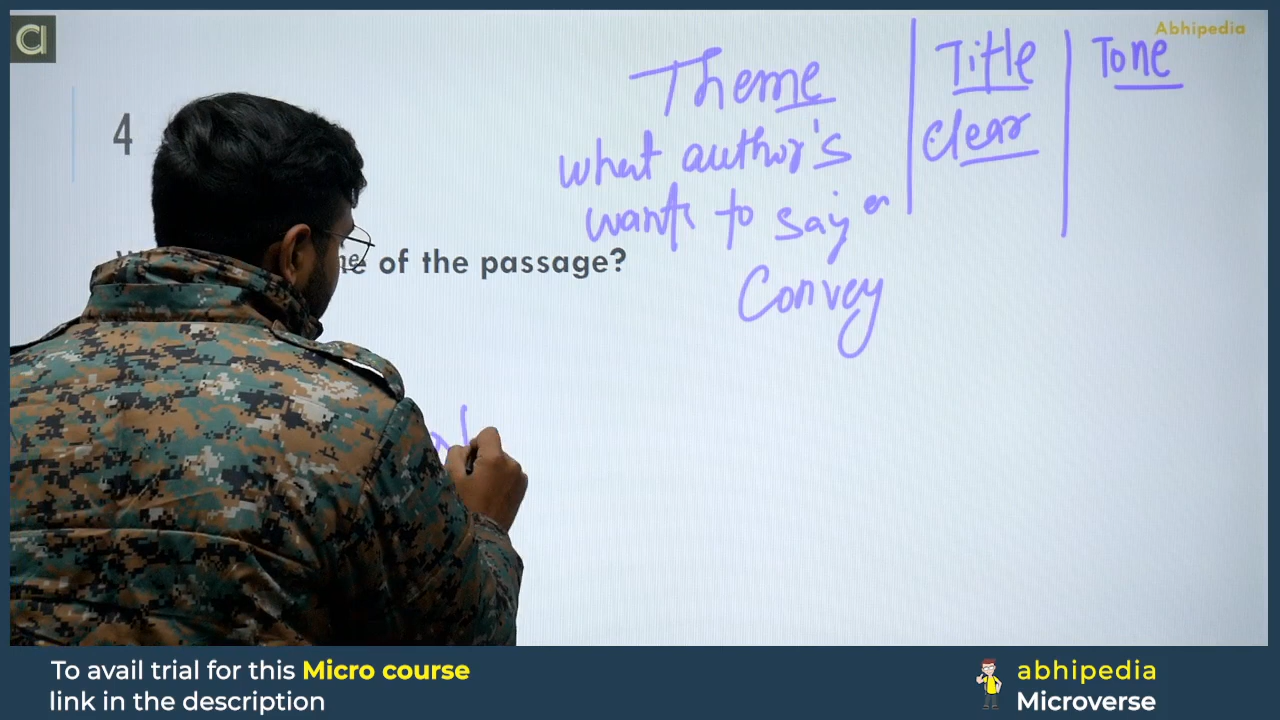 Abhipedia
Theme
Title
Tone
what author's
wants to say or
Convey
Clear
4
of the passage?
To avail trial for this Micro course
link in the description
abhipedia
Microverse